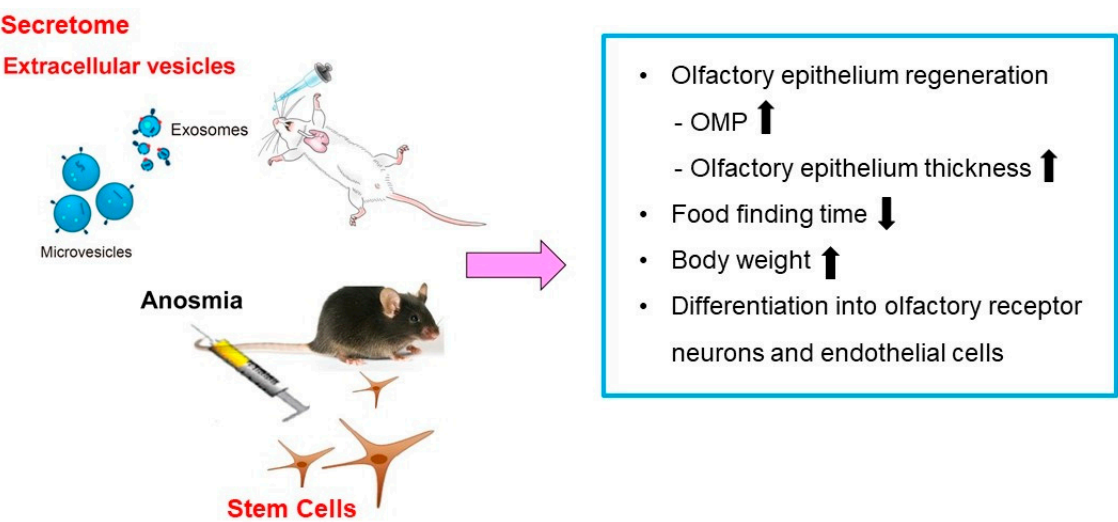 Secretome
Extracellular vesicles
Exosomes
Microvesicles
Anosmia
Stem Cells
• Olfactory epithelium regeneration
- OMP ⬆
- Olfactory epithelium thickness ⬆
• Food finding time ⬇
• Body weight ⬆
• Differentiation into olfactory receptor
neurons and endothelial cells